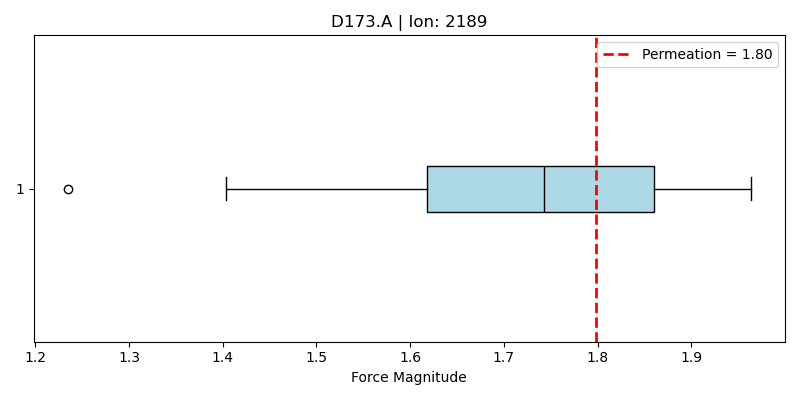 D173.A | Ion: 2189
Permeation = 1.80
1
1.2 1.3 1.4 1.5 1.6 1.7 1.8 1.9
Force Magnitude